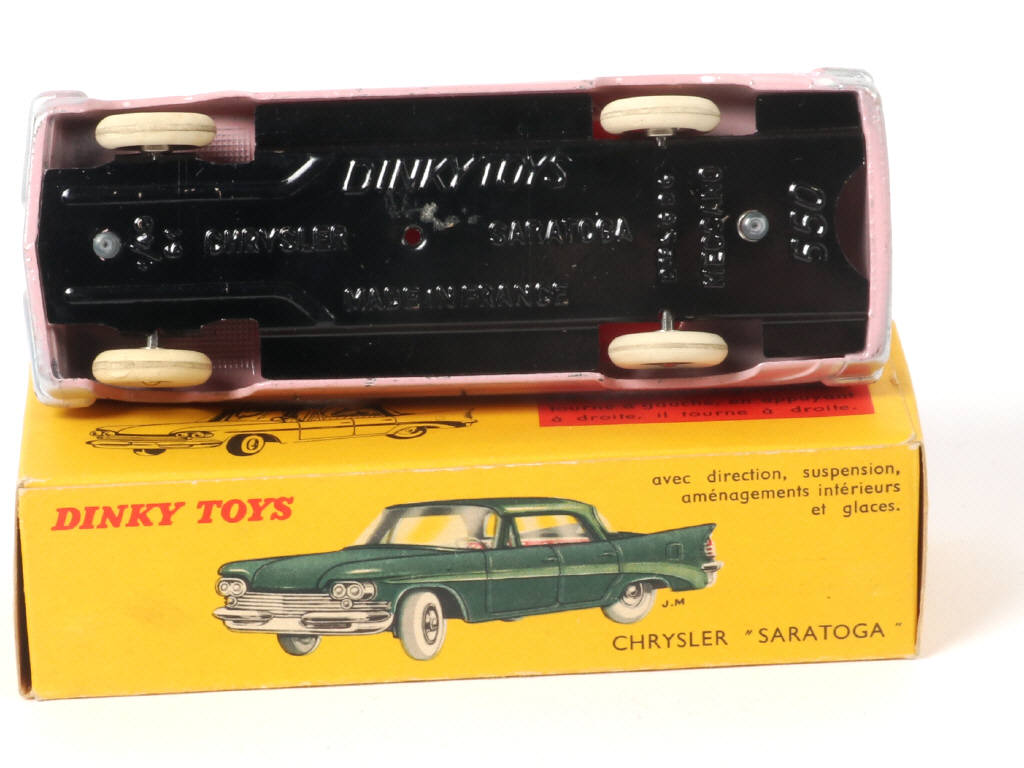 DINKY TOYS
CHRYSLER SARATOGA
MADE IN FRANCE
MECCANO
550
à droite, il tourne à droite.
DINKY TOYS
avec direction, suspension,
aménagements intérieurs
et glaces.
J.M
CHRYSLER "SARATOGA"